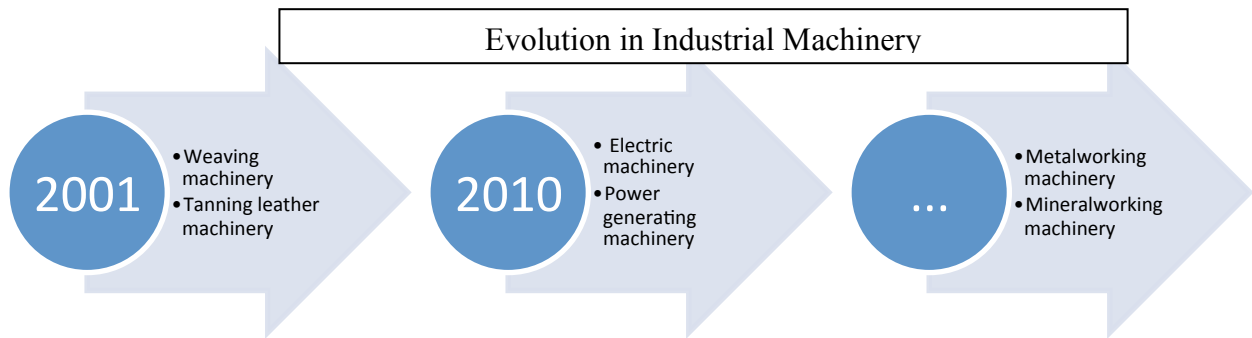 Evolution in Industrial Machinery
2001
•Weaving
machinery
•Tanning leather
machinery
2010
• Electric
machinery
•Power
generating
machinery
...
•Metalworking
machinery
•Mineralworking
machinery